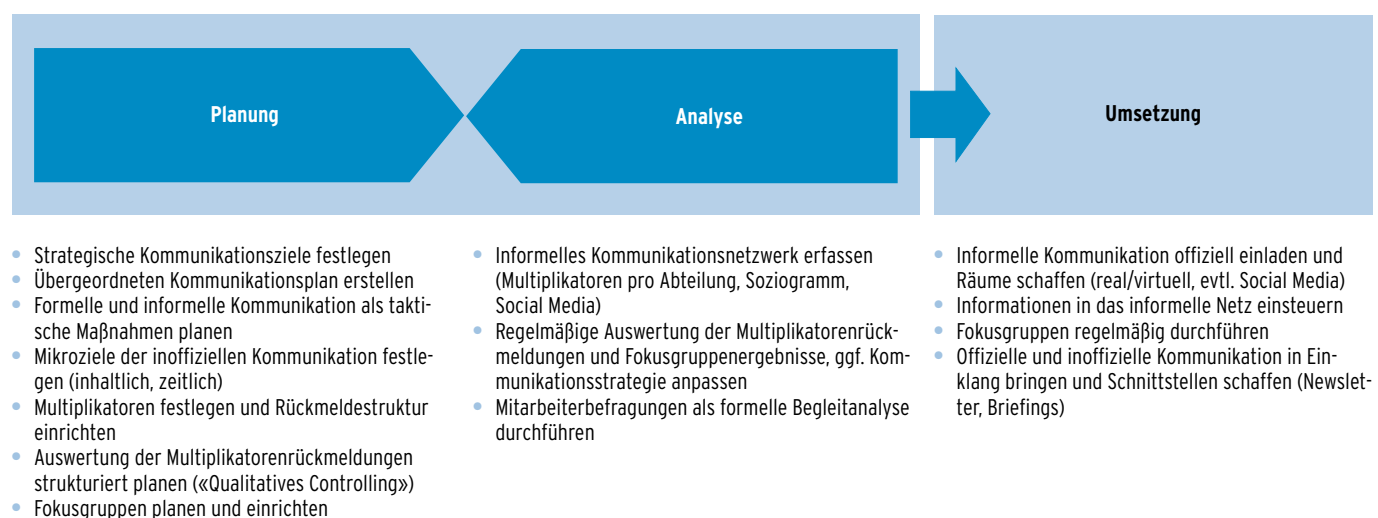 Planung
Analyse
Umsetzung
• Strategische Kommunikationsziele festlegen
• Übergeordneten Kommunikationsplan erstellen
• Formelle und informelle Kommunikation als takti-
sche Maßnahmen planen
• Mikroziele der inoffiziellen Kommunikation festle-
gen (inhaltlich, zeitlich)
• Multiplikatoren festlegen und Rückmeldestruktur
einrichten
• Auswertung der Multiplikatorenrückmeldungen
strukturiert planen («Qualitatives Controlling»)
• Fokusgruppen planen und einrichten
• Informelles Kommunikationsnetzwerk erfassen
(Multiplikatoren pro Abteilung, Soziogramm,
Social Media)
• Regelmäßige Auswertung der Multiplikatorenrück-
meldungen und Fokusgruppenergebnisse, ggf. Kom-
munikationsstrategie anpassen
• Mitarbeiterbefragungen als formelle Begleitanalyse
durchführen
• Informelle Kommunikation offiziell einladen und
Räume schaffen (real/virtuell, evtl. Social Media)
• Informationen in das informelle Netz einsteuern
• Fokusgruppen regelmäßig durchführen
• Offizielle und inoffizielle Kommunikation in Ein-
klang bringen und Schnittstellen schaffen (Newslet-
ter, Briefings)